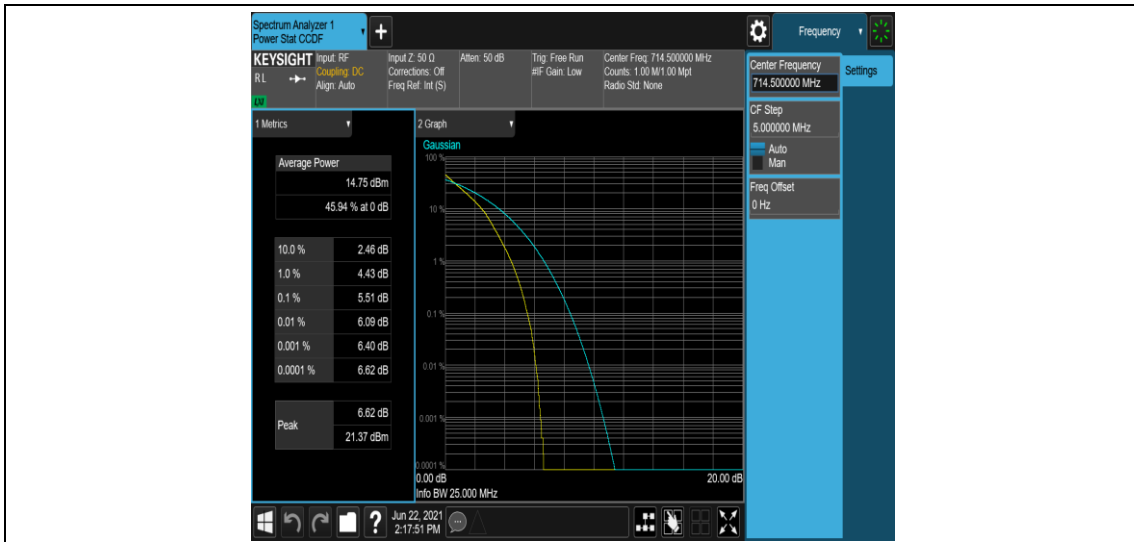 Spectrum Analyzer 1
Power Stat CCDF
+
Frequency
KEYSIGHT
RL
LXI
Input: RF
Coupling: DC
Align: Auto
Input Z: 50 Ω
Corrections: Off
Freq Ref: Int (S)
Atten: 50 dB
Trig: Free Run
#IF Gain: Low
Center Freq: 714.500000 MHz
Counts: 1.00 M/1.00 Mpt
Radio Std: None
Center Frequency
714.500000 MHz
Settings
CF Step
5.000000 MHz
Auto
Man
Freq Offset
0 Hz
1 Metrics
Average Power
14.75 dBm
45.94 % at 0 dB
10.0 % 2.46 dB
1.0 % 4.43 dB
0.1 % 5.51 dB
0.01 % 6.09 dB
0.001 % 6.40 dB
0.0001 % 6.62 dB
Peak
6.62 dB
21.37 dBm
2 Graph
Gaussian
100 %
10 %
1 %
0.1 %
0.01 %
0.001 %
0.0001 %
0.00 dB 20.00 dB
Info BW 25.000 MHz
?
Jun 22, 2021
2:17:51 PM